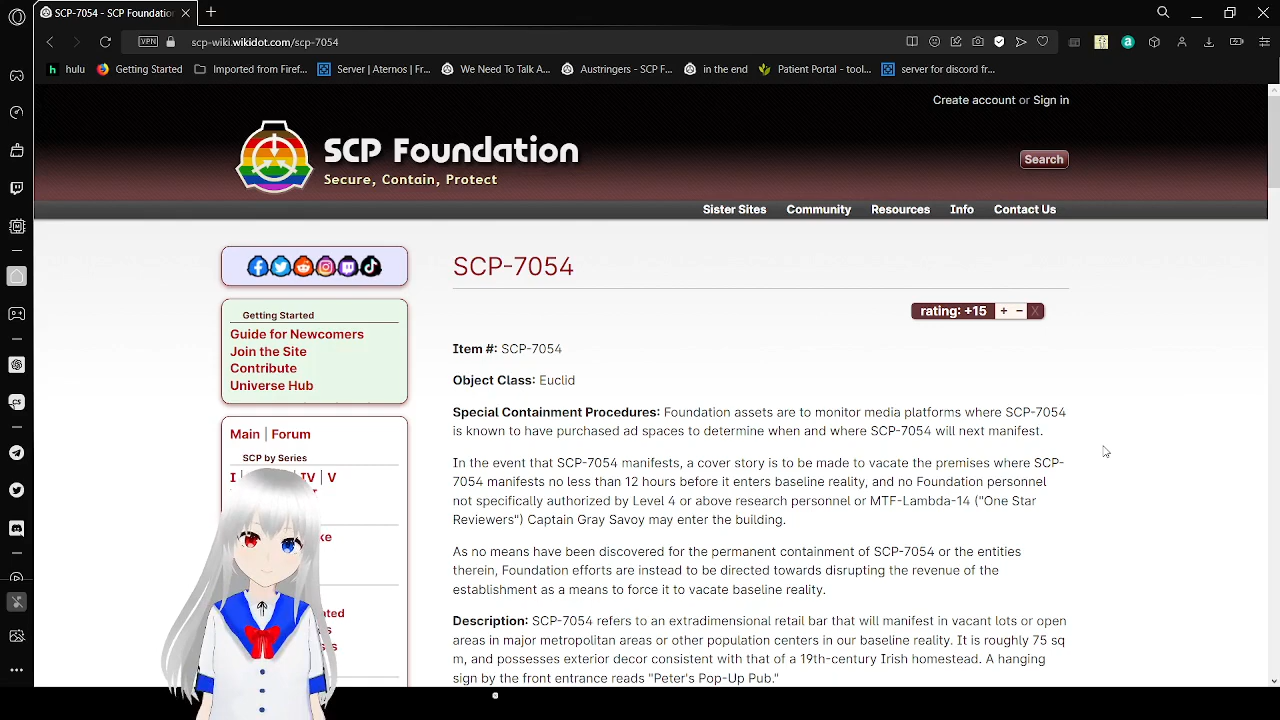 SCP-7054 - SCP Foundation
scp-wiki.wikidot.com/scp-7054
VPN
hulu
Getting Started
Imported from Firef...
Server | Aternos | Fr...
We Need To Talk A...
Austringers - SCP F...
in the end
Patient Portal - tool...
server for discord fr...
Create account or Sign in
SCP Foundation
Secure, Contain, Protect
Search
Sister Sites
Community
Resources
Info
Contact Us
Getting Started
Guide for Newcomers
Join the Site
Contribute
Universe Hub
Main | Forum
SCP by Series
I
IV | V
SCP-7054
rating: +15 + − X
Item #: SCP-7054
Object Class: Euclid
Special Containment Procedures: Foundation assets are to monitor media platforms where SCP-7054
is known to have purchased ad spaces to determine when and where SCP-7054 will next manifest.
In the event that SCP-7054 manifests, a cover story is to be made to vacate the premises where SCP-
7054 manifests no less than 12 hours before it enters baseline reality, and no Foundation personnel
not specifically authorized by Level 4 or above research personnel or MTF-Lambda-14 ("One Star
Reviewers") Captain Gray Savoy may enter the building.
As no means have been discovered for the permanent containment of SCP-7054 or the entities
therein, Foundation efforts are instead to be directed towards disrupting the revenue of the
establishment as a means to force it to vacate baseline reality.
Description: SCP-7054 refers to an extradimensional retail bar that will manifest in vacant lots or open
areas in major metropolitan areas or other population centers in our baseline reality. It is roughly 75 sq
m, and possesses exterior decor consistent with that of a 19th-century Irish homestead. A hanging
sign by the front entrance reads "Peter's Pop-Up Pub."